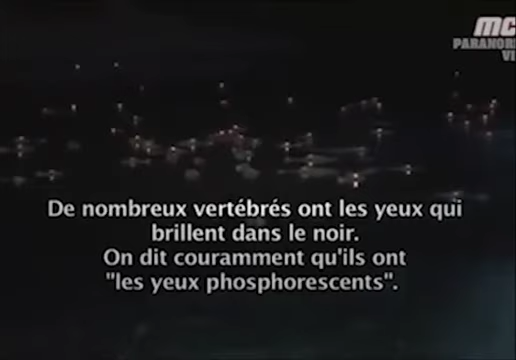 MC
PARANOR
VI
De nombreux vertébrés ont les yeux qui
brillent dans le noir.
On dit couramment qu'ils ont
"les yeux phosphorescents".